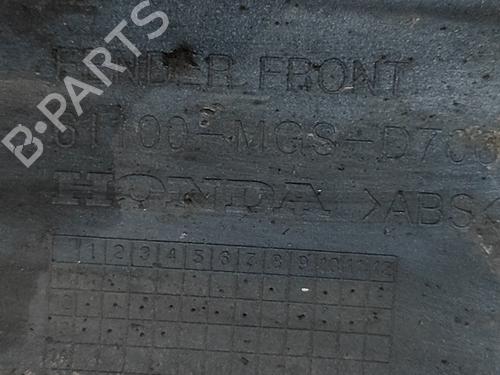 B-PARTS
FENDER FRONT
61100-MGS-D700
HONDA >ABS<
1 2 3 4 5 6 7 8 9 10 11 12